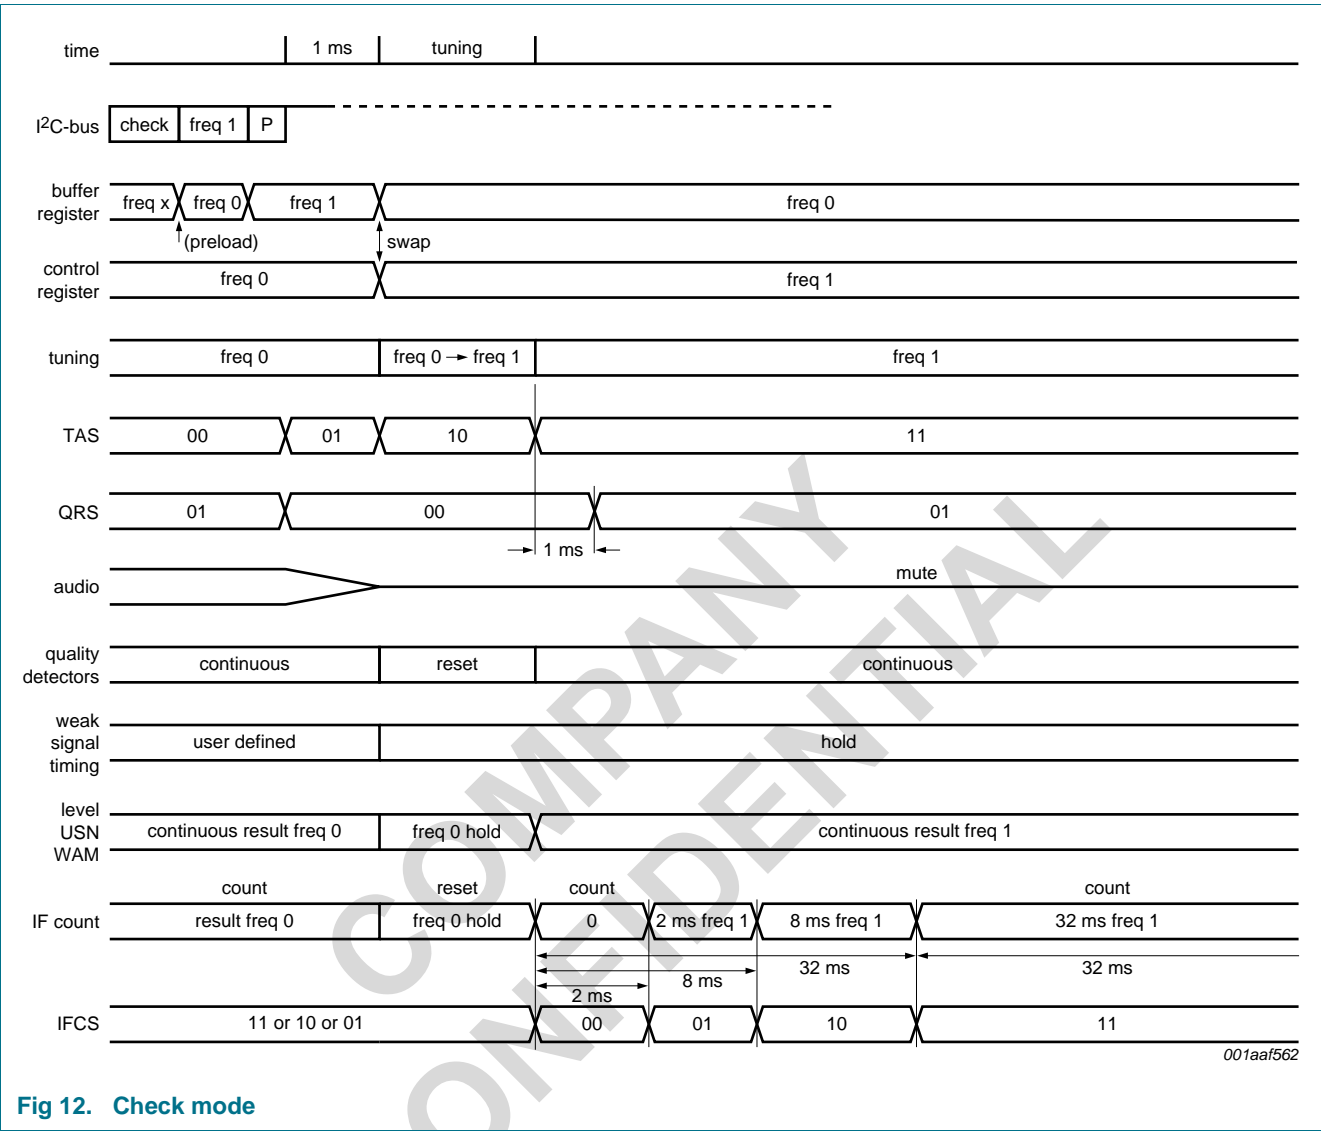 time 1 ms tuning
I2C-bus check freq 1 P
buffer register freq x freq 0 freq 1 freq 0
(preload) swap
control register freq 0 freq 1
tuning freq 0 → freq 1 freq 1
freq 0
TAS 00 01 10 11
QRS 01 00 01
1 ms
audio mute
quality detectors continuous reset continuous
weak signal timing user defined hold
level USN WAM continuous result freq 0 freq 0 hold continuous result freq 1
count reset count count
IF count result freq 0 freq 0 hold 0 2 ms freq 1 8 ms freq 1 32 ms freq 1
32 ms 32 ms
8 ms
2 ms
IFCS 11 or 10 or 01 00 01 10 11
001aaf562
Fig 12. Check mode
COMPANY
CONFIDENTIAL